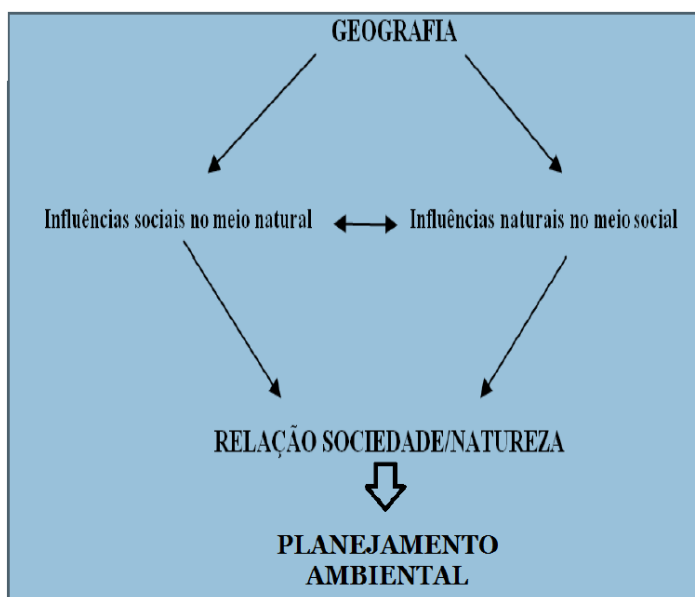 GEOGRAFIA
Influências sociais no meio natural
Influências naturais no meio social
RELAÇÃO SOCIEDADE/NATUREZA
PLANEJAMENTO
AMBIENTAL